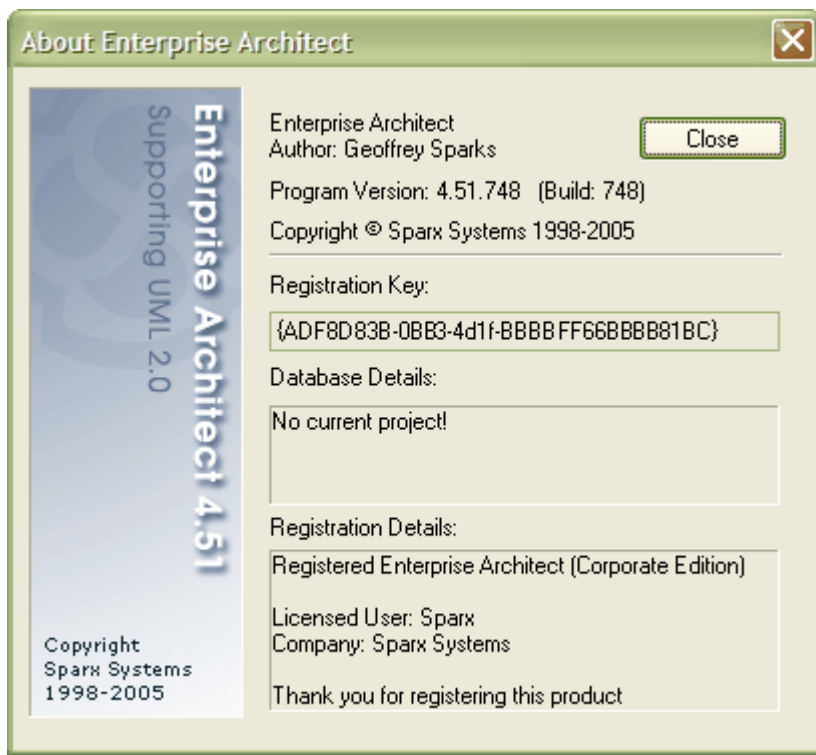 About Enterprise Architect
Enterprise Architect 4.51
Supporting UML 2.0
Copyright
Sparx Systems
1998-2005
Enterprise Architect
Author: Geoffrey Sparks
Close
Program Version: 4.51.748 (Build: 748)
Copyright © Sparx Systems 1998-2005
Registration Key:
{ADF8D83B-0BB3-4d1f-BBBBFF66BBBB81BC}
Database Details:
No current project!
Registration Details:
Registered Enterprise Architect (Corporate Edition)
Licensed User: Sparx
Company: Sparx Systems
Thank you for registering this product